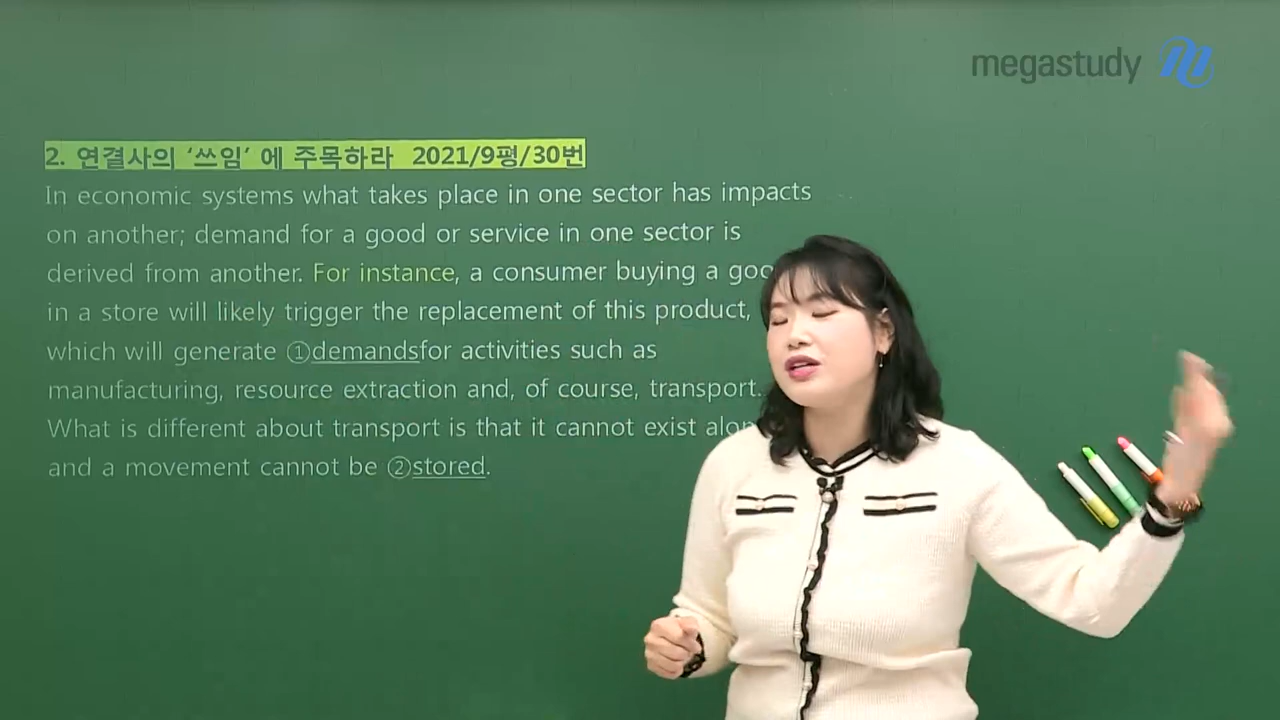 megastudy
2. 연결사의 ‘쓰임’ 에 주목하라 2021/9평/30번
In economic systems what takes place in one sector has impacts
on another; demand for a good or service in one sector is
derived from another. For instance, a consumer buying a
in a store will likely trigger the replacement of this product,
which will generate ①demandsfor activities such as
manufacturing, resource extraction and, of course, transport.
What is different about transport is that it cannot exist
and a movement cannot be ②stored.